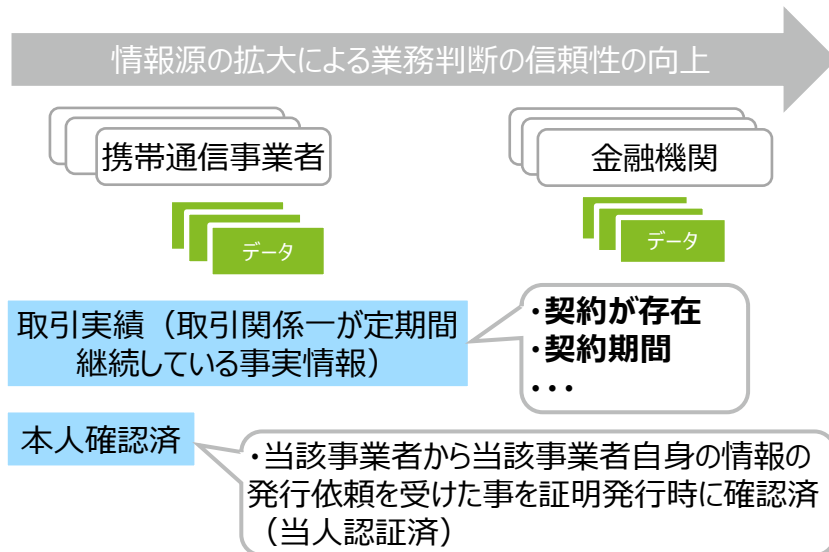 情報源の拡大による業務判断の信頼性の向上
携帯通信事業者
金融機関
データ
データ
取引実績（取引関係一が定期間
継続している事実情報）
・契約が存在
・契約期間
・・・
本人確認済
・当該事業者から当該事業者自身の情報の
発行依頼を受けた事を証明発行時に確認済
（当人認証済）